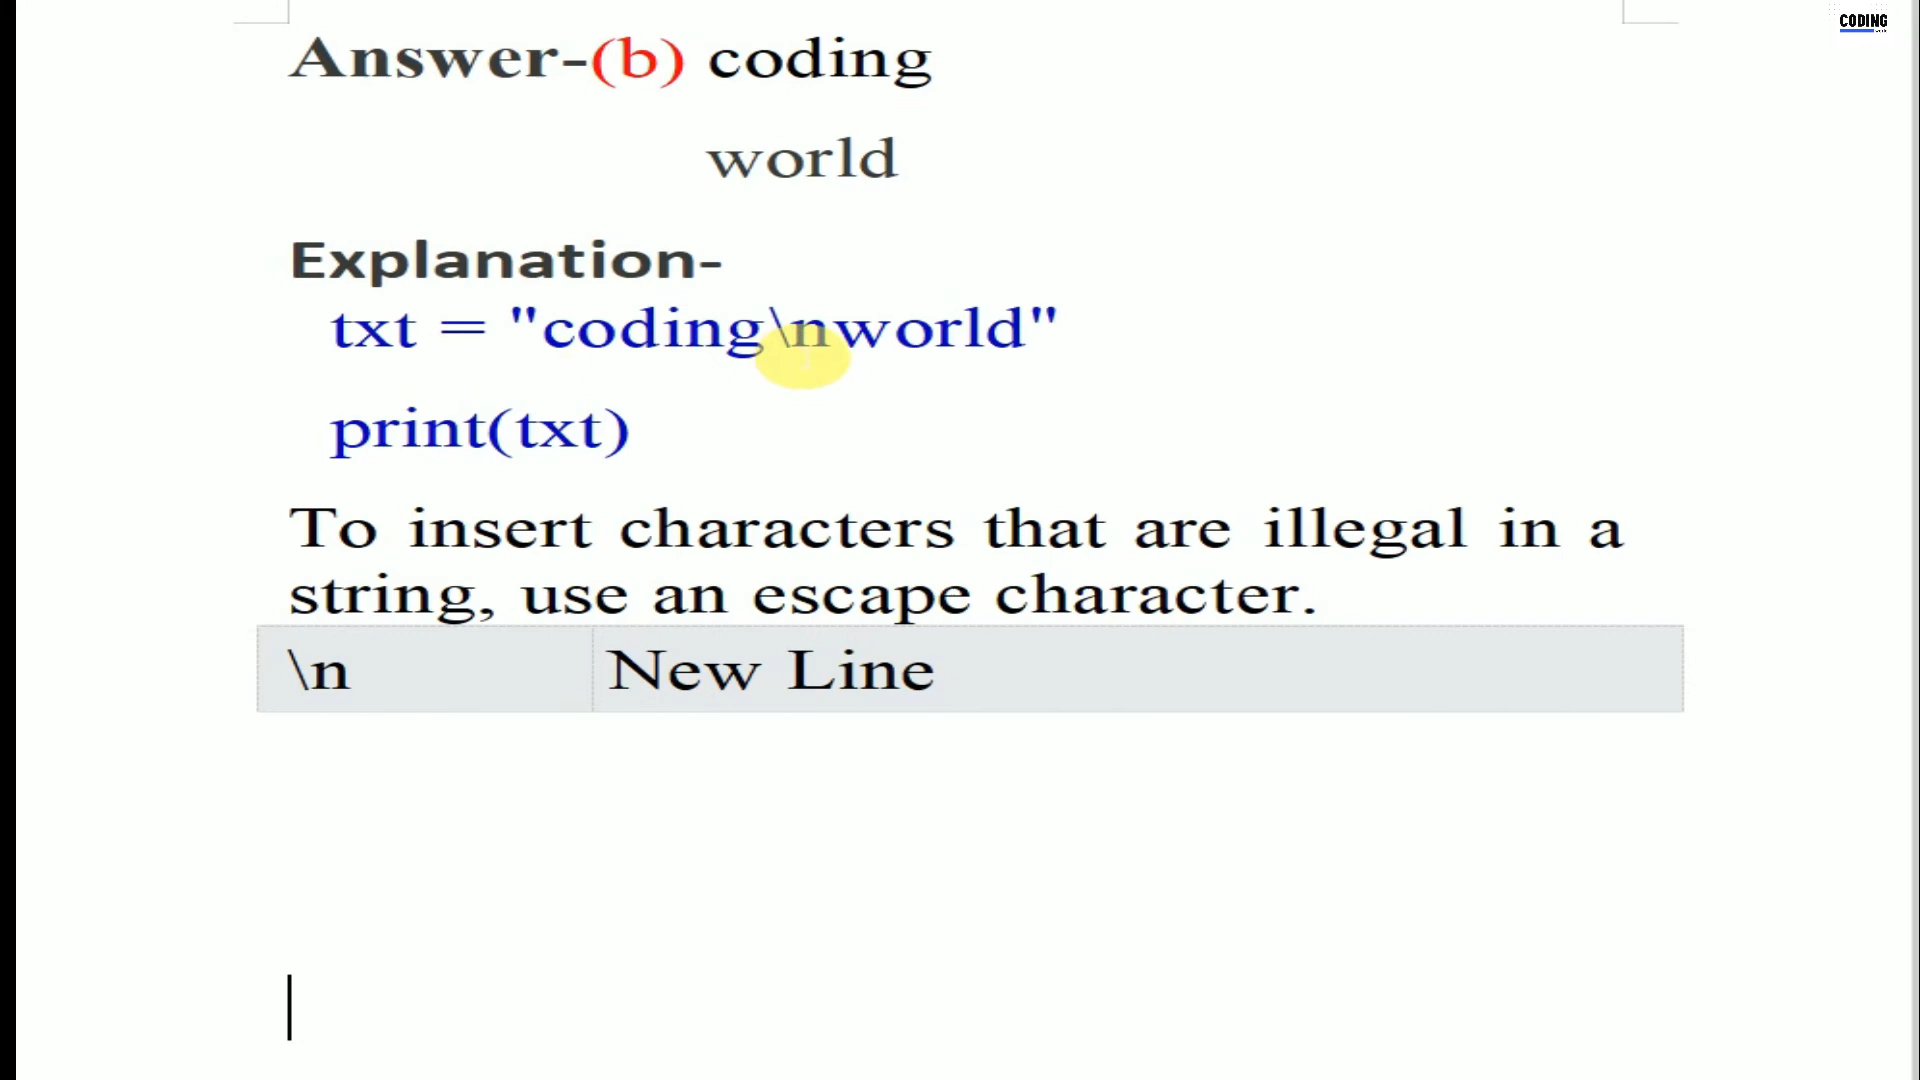 CODING
Answer-(b) coding
world
Explanation-
txt = "coding\nworld"
print(txt)
To insert characters that are illegal in a
string, use an escape character.
\n New Line